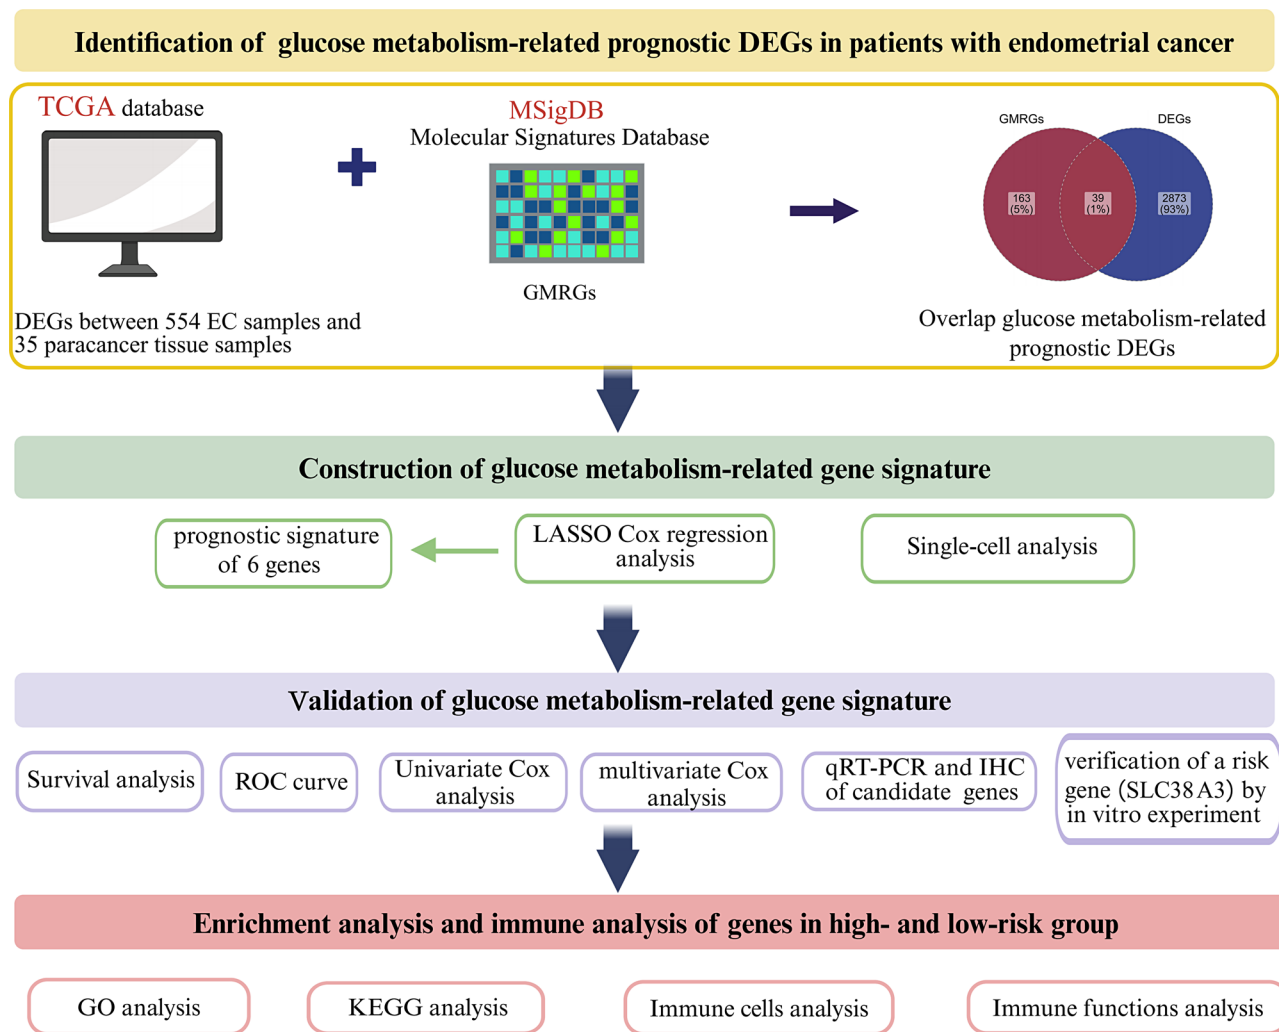 Identification of glucose metabolism-related prognostic DEGs in patients with endometrial cancer
TCGA database
MSigDB
Molecular Signatures Database
GMRGs
DEGs between 554 EC samples and
35 paracancer tissue samples
GMRGs
DEGs
163
(5%)
39
(1%)
2873
(93%)
Overlap glucose metabolism-related
prognostic DEGs
Construction of glucose metabolism-related gene signature
prognostic signature
of 6 genes
LASSO Cox regression
analysis
Single-cell analysis
Validation of glucose metabolism-related gene signature
Survival analysis
ROC curve
Univariate Cox
analysis
multivariate Cox
analysis
qRT-PCR and IHC
of candidate genes
verification of a risk
gene (SLC38A3) by
in vitro experiment
Enrichment analysis and immune analysis of genes in high- and low-risk group
GO analysis
KEGG analysis
Immune cells analysis
Immune functions analysis